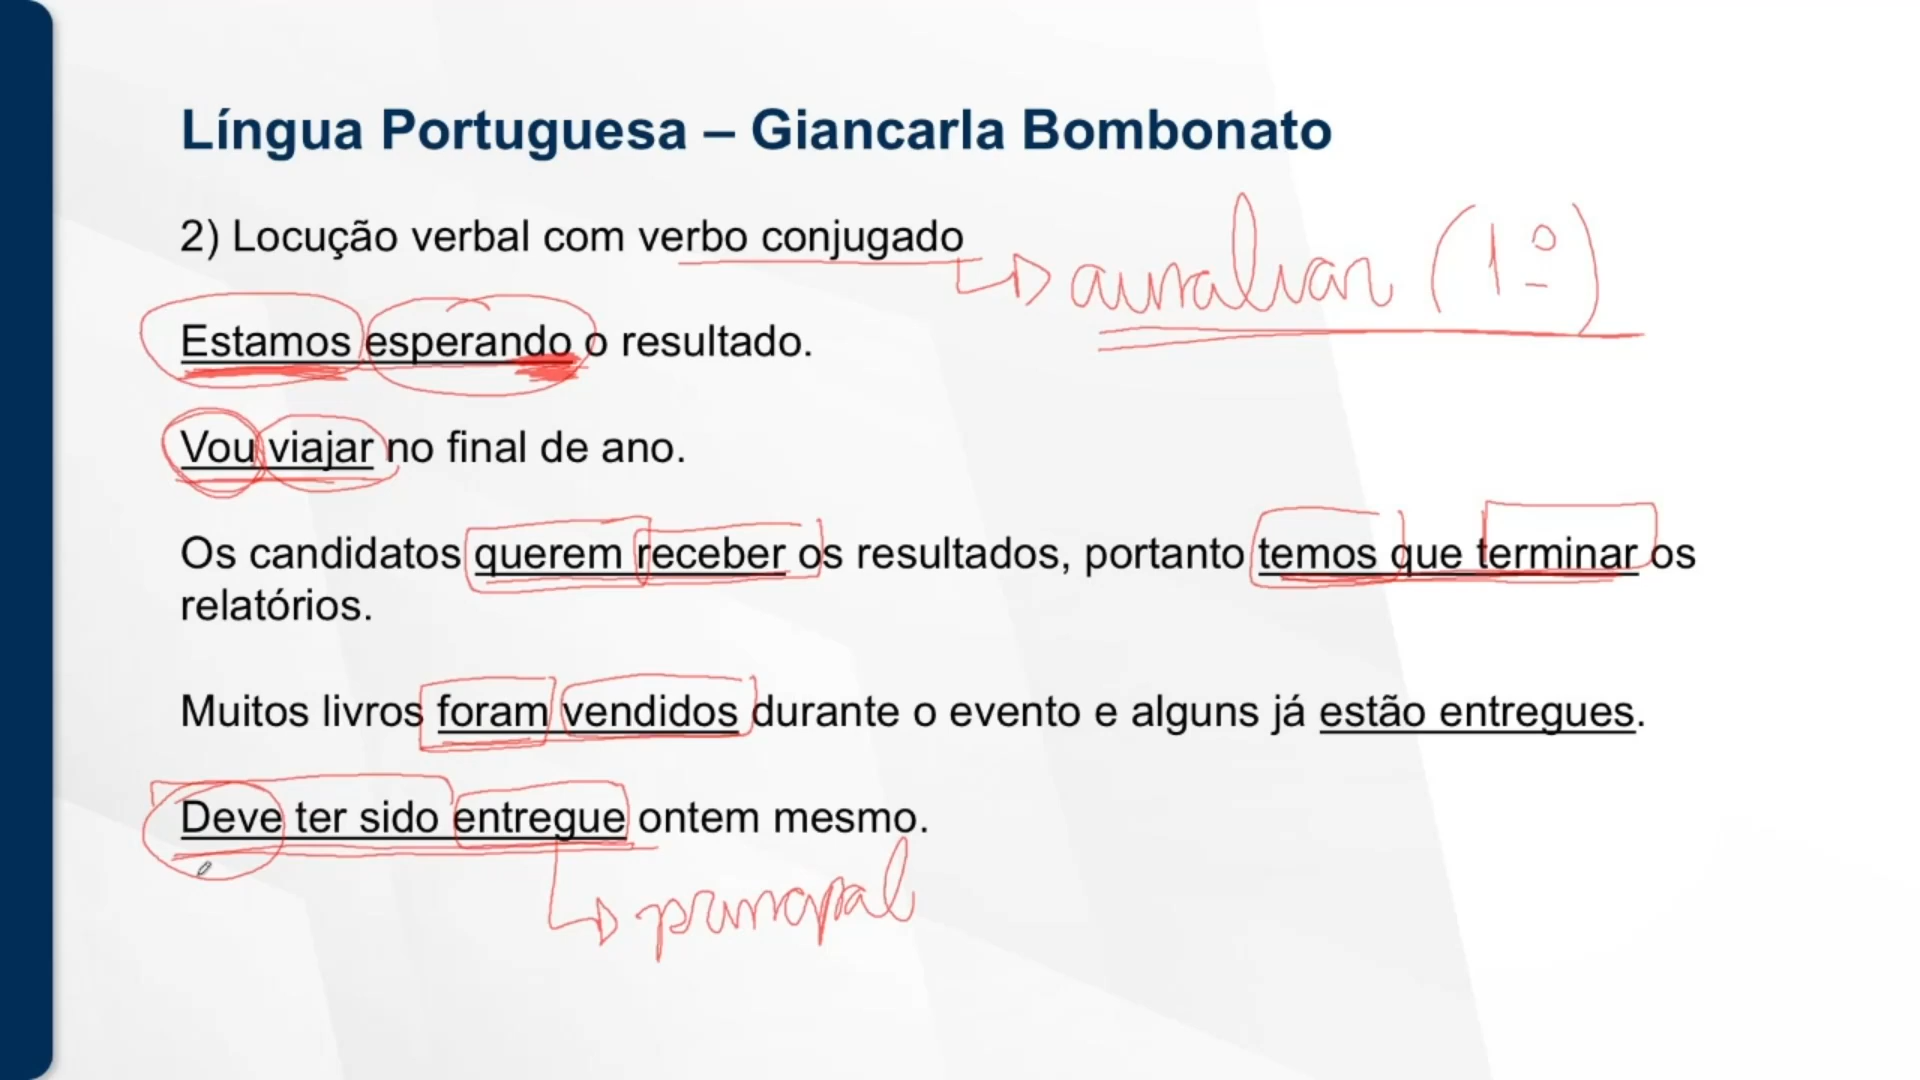 Língua Portuguesa – Giancarla Bombonato
2) Locução verbal com verbo conjugado
auxiliar (1º)
Estamos esperando o resultado.
Vou viajar no final de ano.
Os candidatos querem receber os resultados, portanto temos que terminar os
relatórios.
Muitos livros foram vendidos durante o evento e alguns já estão entregues.
Deve ter sido entregue ontem mesmo.
principal